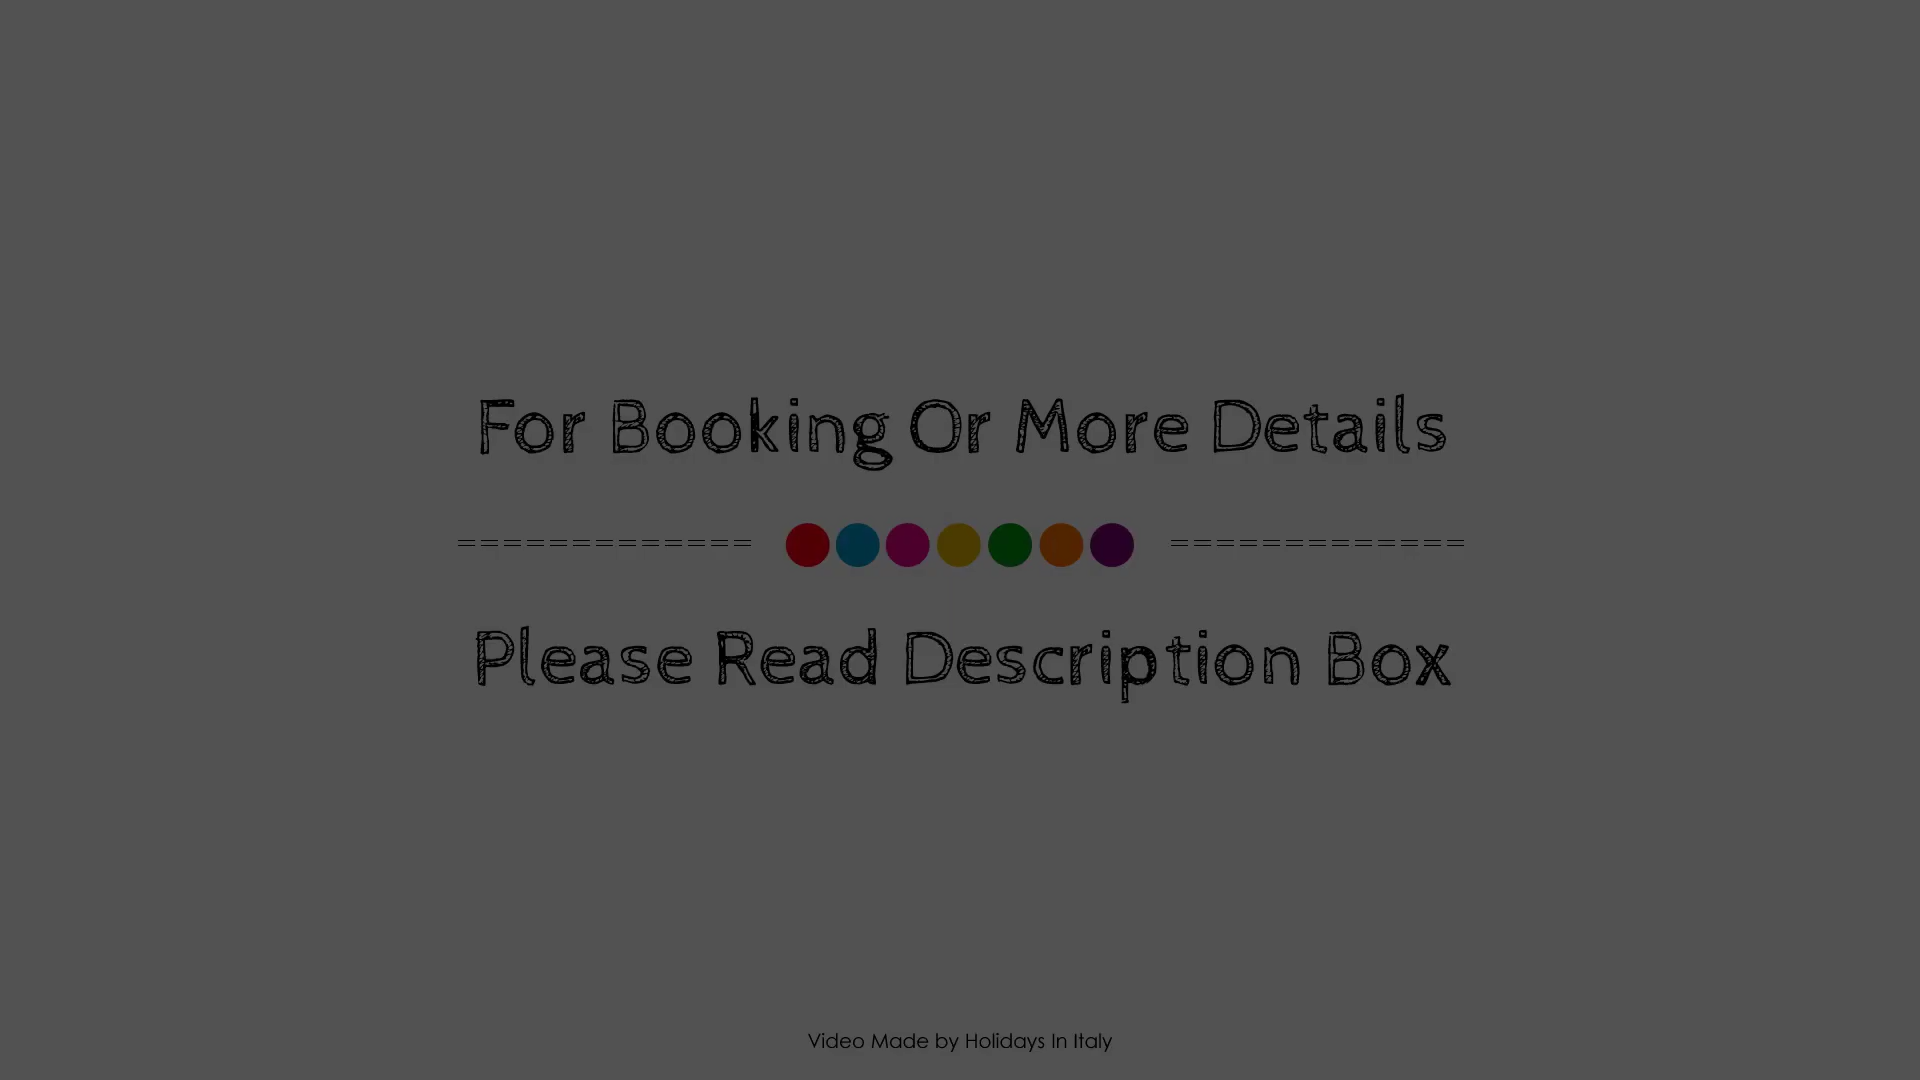 For Booking Or More Details
============= =============
Please Read Description Box
Video Made by Holidays In Italy